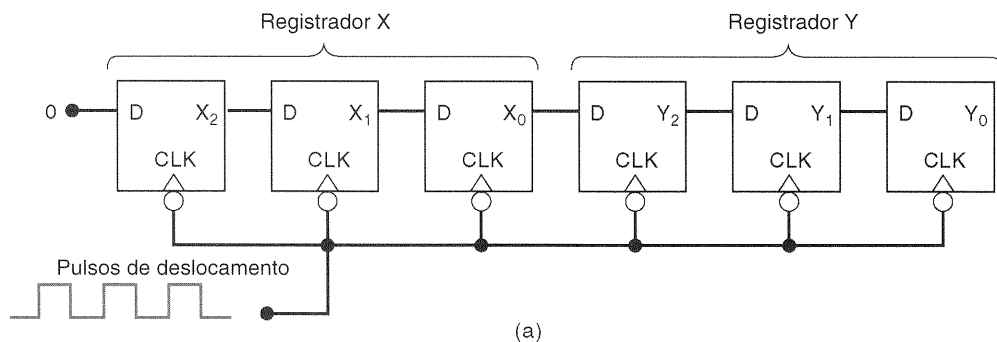 Registrador X Registrador Y
0 D X₂ D X₁ D X₀ D Y₂ D Y₁ D Y₀
CLK CLK CLK CLK CLK CLK
Pulsos de deslocamento
(a)